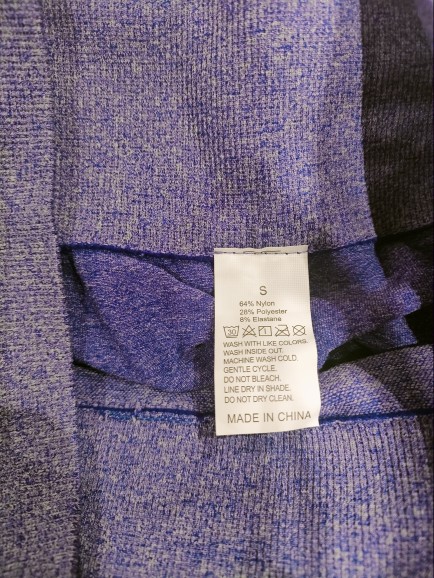 S
64% Nylon
28% Polyester
8% Elastane
30
WASH WITH LIKE COLORS.
WASH INSIDE OUT.
MACHINE WASH COLD
GENTLE CYCLE.
DO NOT BLEACH.
LINE DRY IN SHADE.
DO NOT DRY CLEAN.
MADE IN CHINA